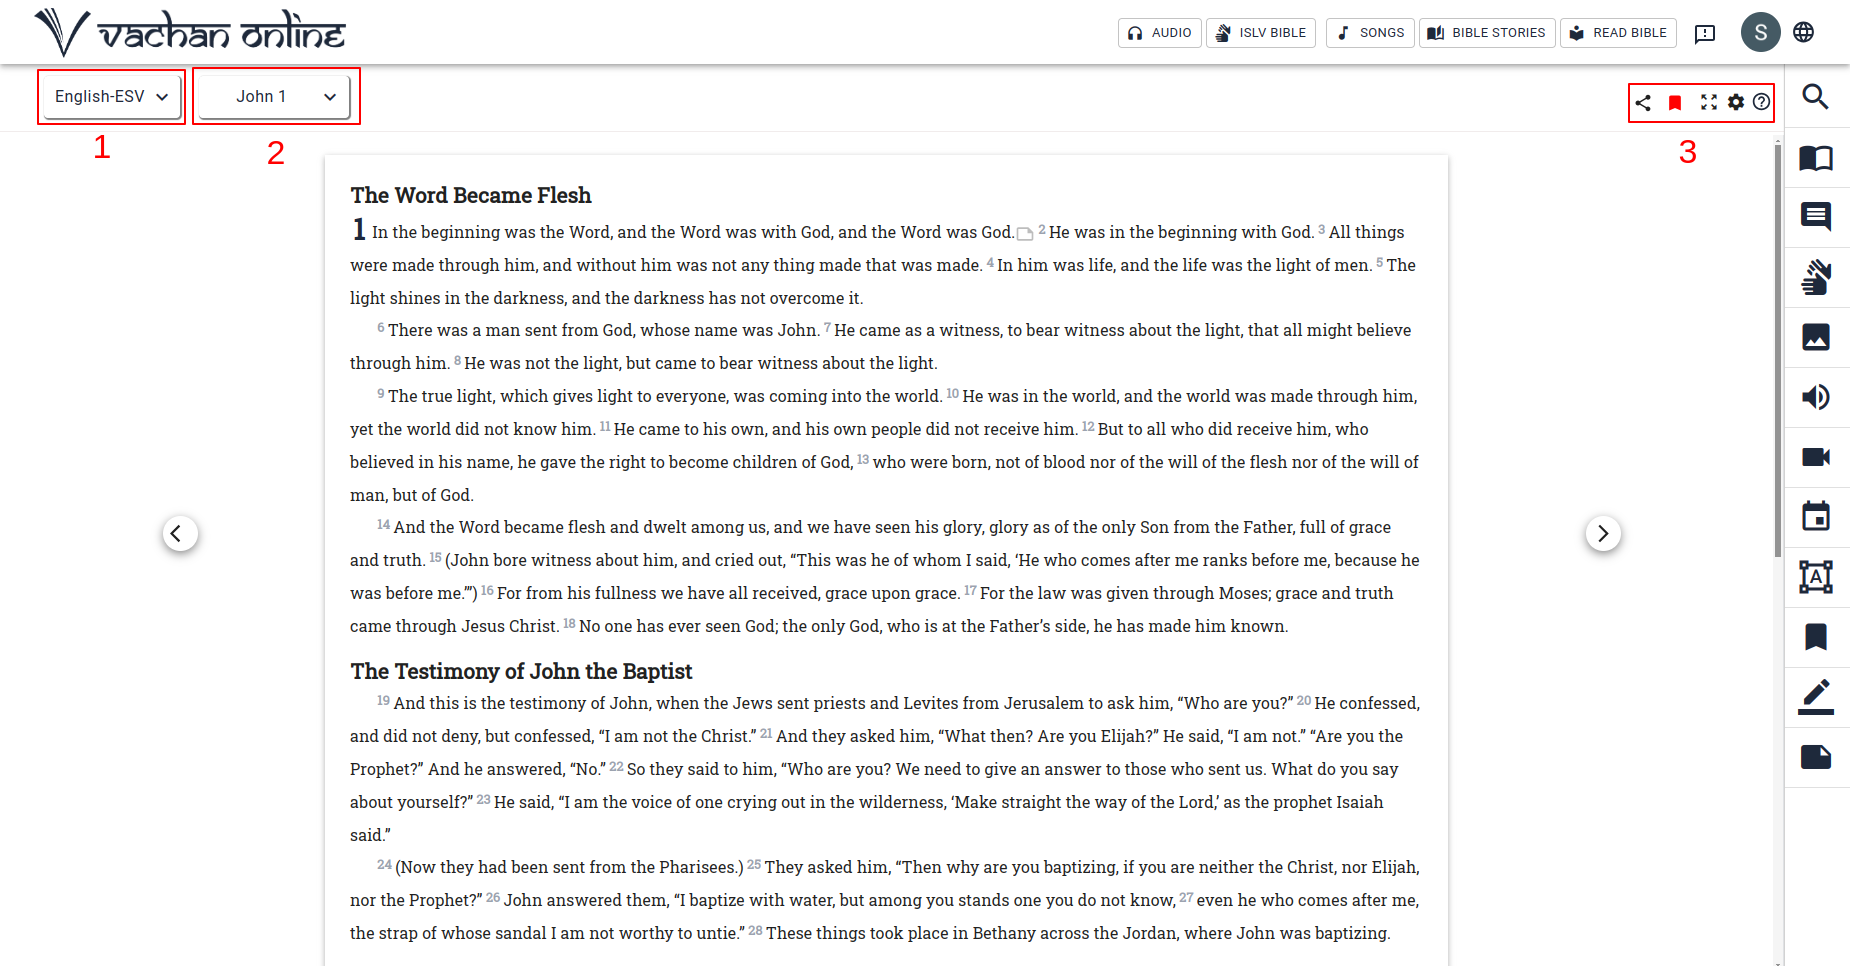 vachan online
AUDIO
ISLV BIBLE
SONGS
BIBLE STORIES
READ BIBLE
S
English-ESV
John 1
1
2
3
The Word Became Flesh
1 In the beginning was the Word, and the Word was with God, and the Word was God. 2 He was in the beginning with God. 3 All things
were made through him, and without him was not any thing made that was made. 4 In him was life, and the life was the light of men. 5 The
light shines in the darkness, and the darkness has not overcome it.
6 There was a man sent from God, whose name was John. 7 He came as a witness, to bear witness about the light, that all might believe
through him. 8 He was not the light, but came to bear witness about the light.
9 The true light, which gives light to everyone, was coming into the world. 10 He was in the world, and the world was made through him,
yet the world did not know him. 11 He came to his own, and his own people did not receive him. 12 But to all who did receive him, who
believed in his name, he gave the right to become children of God, 13 who were born, not of blood nor of the will of the flesh nor of the will of
man, but of God.
14 And the Word became flesh and dwelt among us, and we have seen his glory, glory as of the only Son from the Father, full of grace
and truth. 15 (John bore witness about him, and cried out, “This was he of whom I said, ‘He who comes after me ranks before me, because he
was before me.’”) 16 For from his fullness we have all received, grace upon grace. 17 For the law was given through Moses; grace and truth
came through Jesus Christ. 18 No one has ever seen God; the only God, who is at the Father’s side, he has made him known.
The Testimony of John the Baptist
19 And this is the testimony of John, when the Jews sent priests and Levites from Jerusalem to ask him, “Who are you?” 20 He confessed,
and did not deny, but confessed, “I am not the Christ.” 21 And they asked him, “What then? Are you Elijah?” He said, “I am not.” “Are you the
Prophet?” And he answered, “No.” 22 So they said to him, “Who are you? We need to give an answer to those who sent us. What do you say
about yourself?” 23 He said, “I am the voice of one crying out in the wilderness, ‘Make straight the way of the Lord,’ as the prophet Isaiah
said.”
24 (Now they had been sent from the Pharisees.) 25 They asked him, “Then why are you baptizing, if you are neither the Christ, nor Elijah,
nor the Prophet?” 26 John answered them, “I baptize with water, but among you stands one you do not know, 27 even he who comes after me,
the strap of whose sandal I am not worthy to untie.” 28 These things took place in Bethany across the Jordan, where John was baptizing.
A